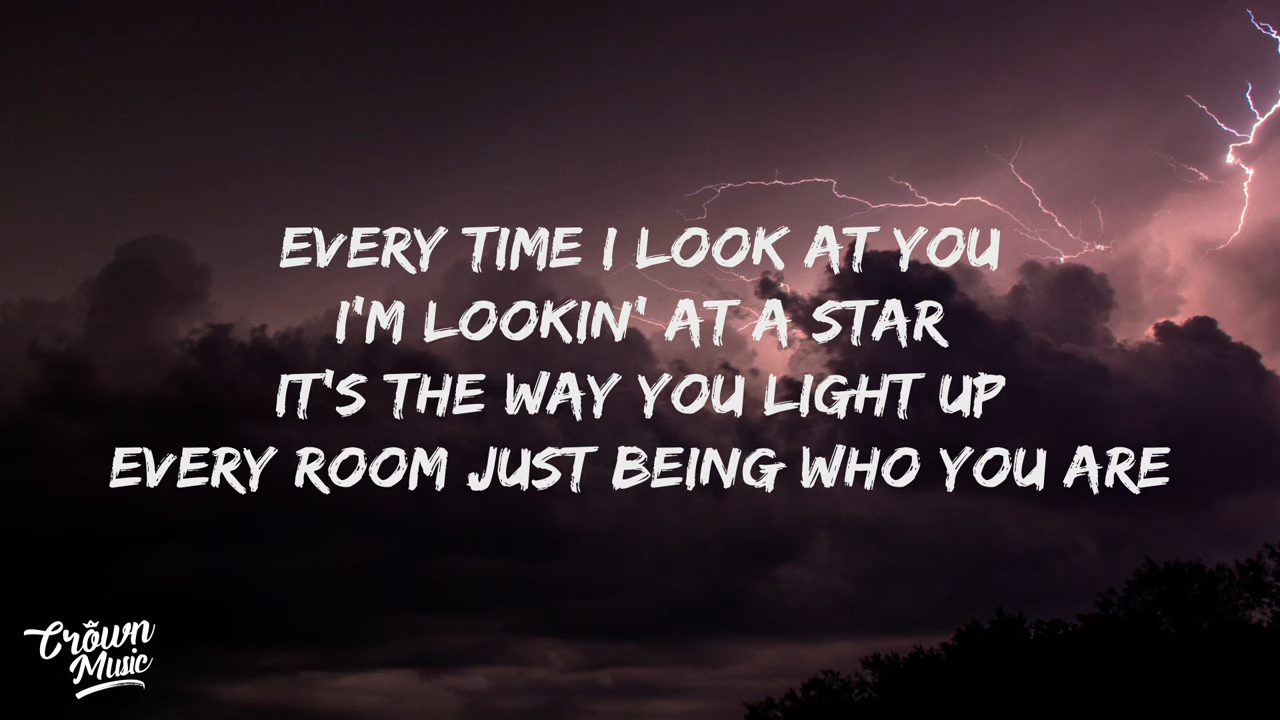 EVERY TIME I LOOK AT YOU
I'M LOOKIN' AT A STAR
IT'S THE WAY YOU LIGHT UP
EVERY ROOM JUST BEING WHO YOU ARE
Crown
Music